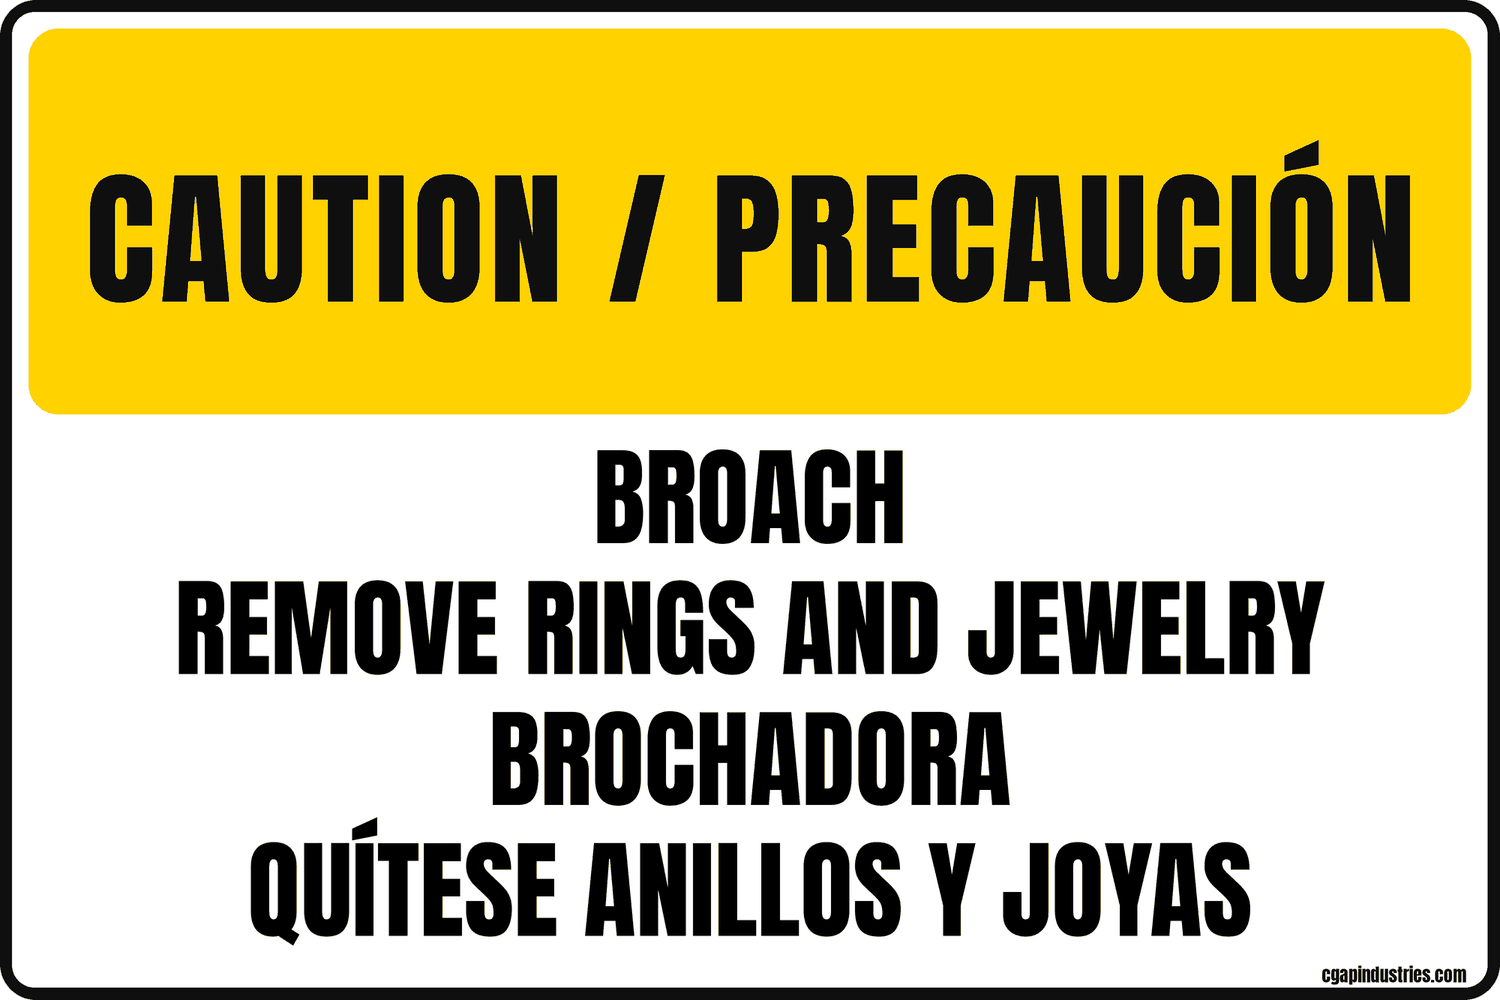 CAUTION / PRECAUCIÓN
BROACH
REMOVE RINGS AND JEWELRY
BROCHADORA
QUÍTESE ANILLOS Y JOYAS
cgapindustries.com